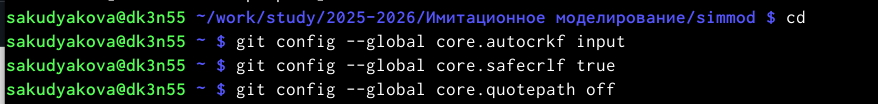 sakudyakova@dk3n55 ~/work/study/2025-2026/Имитационное моделирование/simmod $ cd
sakudyakova@dk3n55 ~ $ git config --global core.autocrkf input
sakudyakova@dk3n55 ~ $ git config --global core.safecrlf true
sakudyakova@dk3n55 ~ $ git config --global core.quotepath off